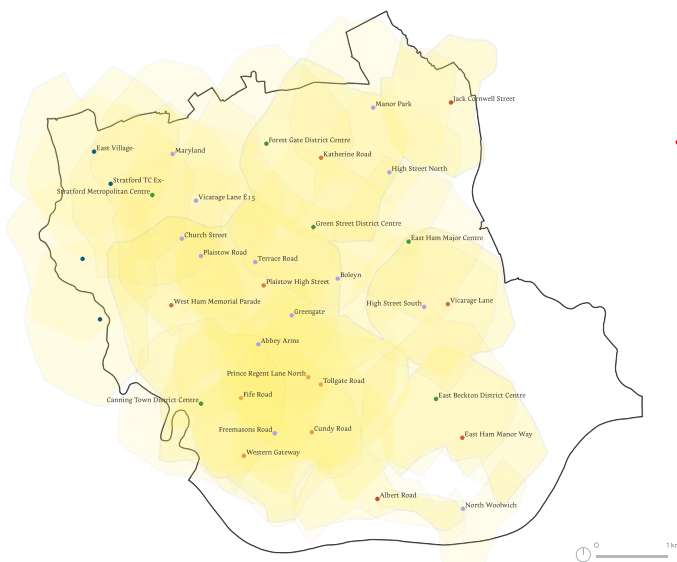 Jack Cornwell Street
Manor Park
Forest Gate District Centre
East Village-
Maryland
Katherine Road
High Street North
Stratford TC Ex-
Stratford Metropolitan Centre
Vicarage Lane E15
Green Street District Centre
Church Street
East Ham Major Centre
Plaistow Road
Terrace Road
Boleyn
Plaistow High Street
West Ham Memorial Parade
High Street South
Vicarage Lane
Greengate
Abbey Arms
Prince Regent Lane North
Tollgate Road
Fife Road
East Beckton District Centre
Canning Town District Centre
Freemasons Road
Cundy Road
East Ham Manor Way
Western Gateway
Albert Road
North Woolwich
0